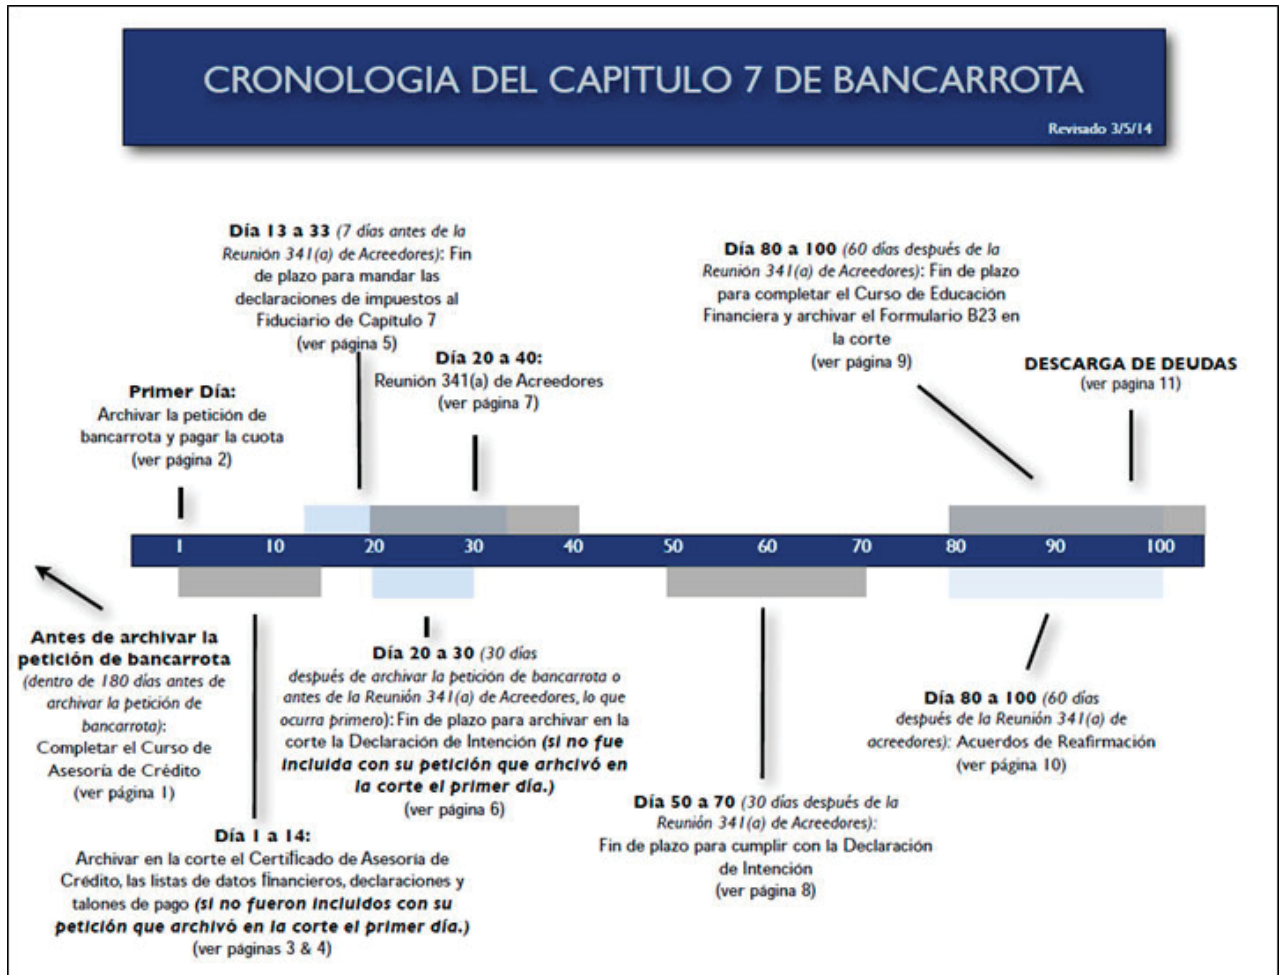 CRONOLOGIA DEL CAPITULO 7 DE BANCARROTA
Revisado 3/5/14
Día 13 a 33 (7 días antes de la
Reunión 341(a) de Acreedores): Fin
de plazo para mandar las
declaraciones de impuestos al
Fiduciario de Capítulo 7
(ver página 5)
Día 80 a 100 (60 días después de la
Reunión 341(a) de Acreedores): Fin de plazo
para completar el Curso de Educación
Financiera y archivar el Formulario B23 en
la corte
(ver página 9)
Día 20 a 40:
Reunión 341(a) de Acreedores
(ver página 7)
DESCARGA DE DEUDAS
(ver página 11)
Primer Día:
Archivar la petición de
bancarrota y pagar la cuota
(ver página 2)
1 10 20 30 40 50 60 70 80 90 100
Antes de archivar la
petición de bancarrota
(dentro de 180 días antes de
archivar la petición de
bancarrota):
Completar el Curso de
Asesoría de Crédito
(ver página 1)
Día 20 a 30 (30 días
después de archivar la petición de bancarrota o
antes de la Reunión 341(a) de Acreedores, lo que
ocurra primero): Fin de plazo para archivar en la
corte la Declaración de Intención (si no fue
incluida con su petición que arhcivó en
la corte el primer día.)
(ver página 6)
Día 80 a 100 (60 días
después de la Reunión 341(a) de
acreedores): Acuerdos de Reafirmación
(ver página 10)
Día 50 a 70 (30 días después de la
Reunión 341(a) de Acreedores):
Fin de plazo para cumplir con la Declaración
de Intención
(ver página 8)
Día 1 a 14:
Archivar en la corte el Certificado de Asesoría de
Crédito, las listas de datos financieros, declaraciones y
talones de pago (si no fueron incluidos con su
petición que archivó en la corte el primer día.)
(ver páginas 3 & 4)